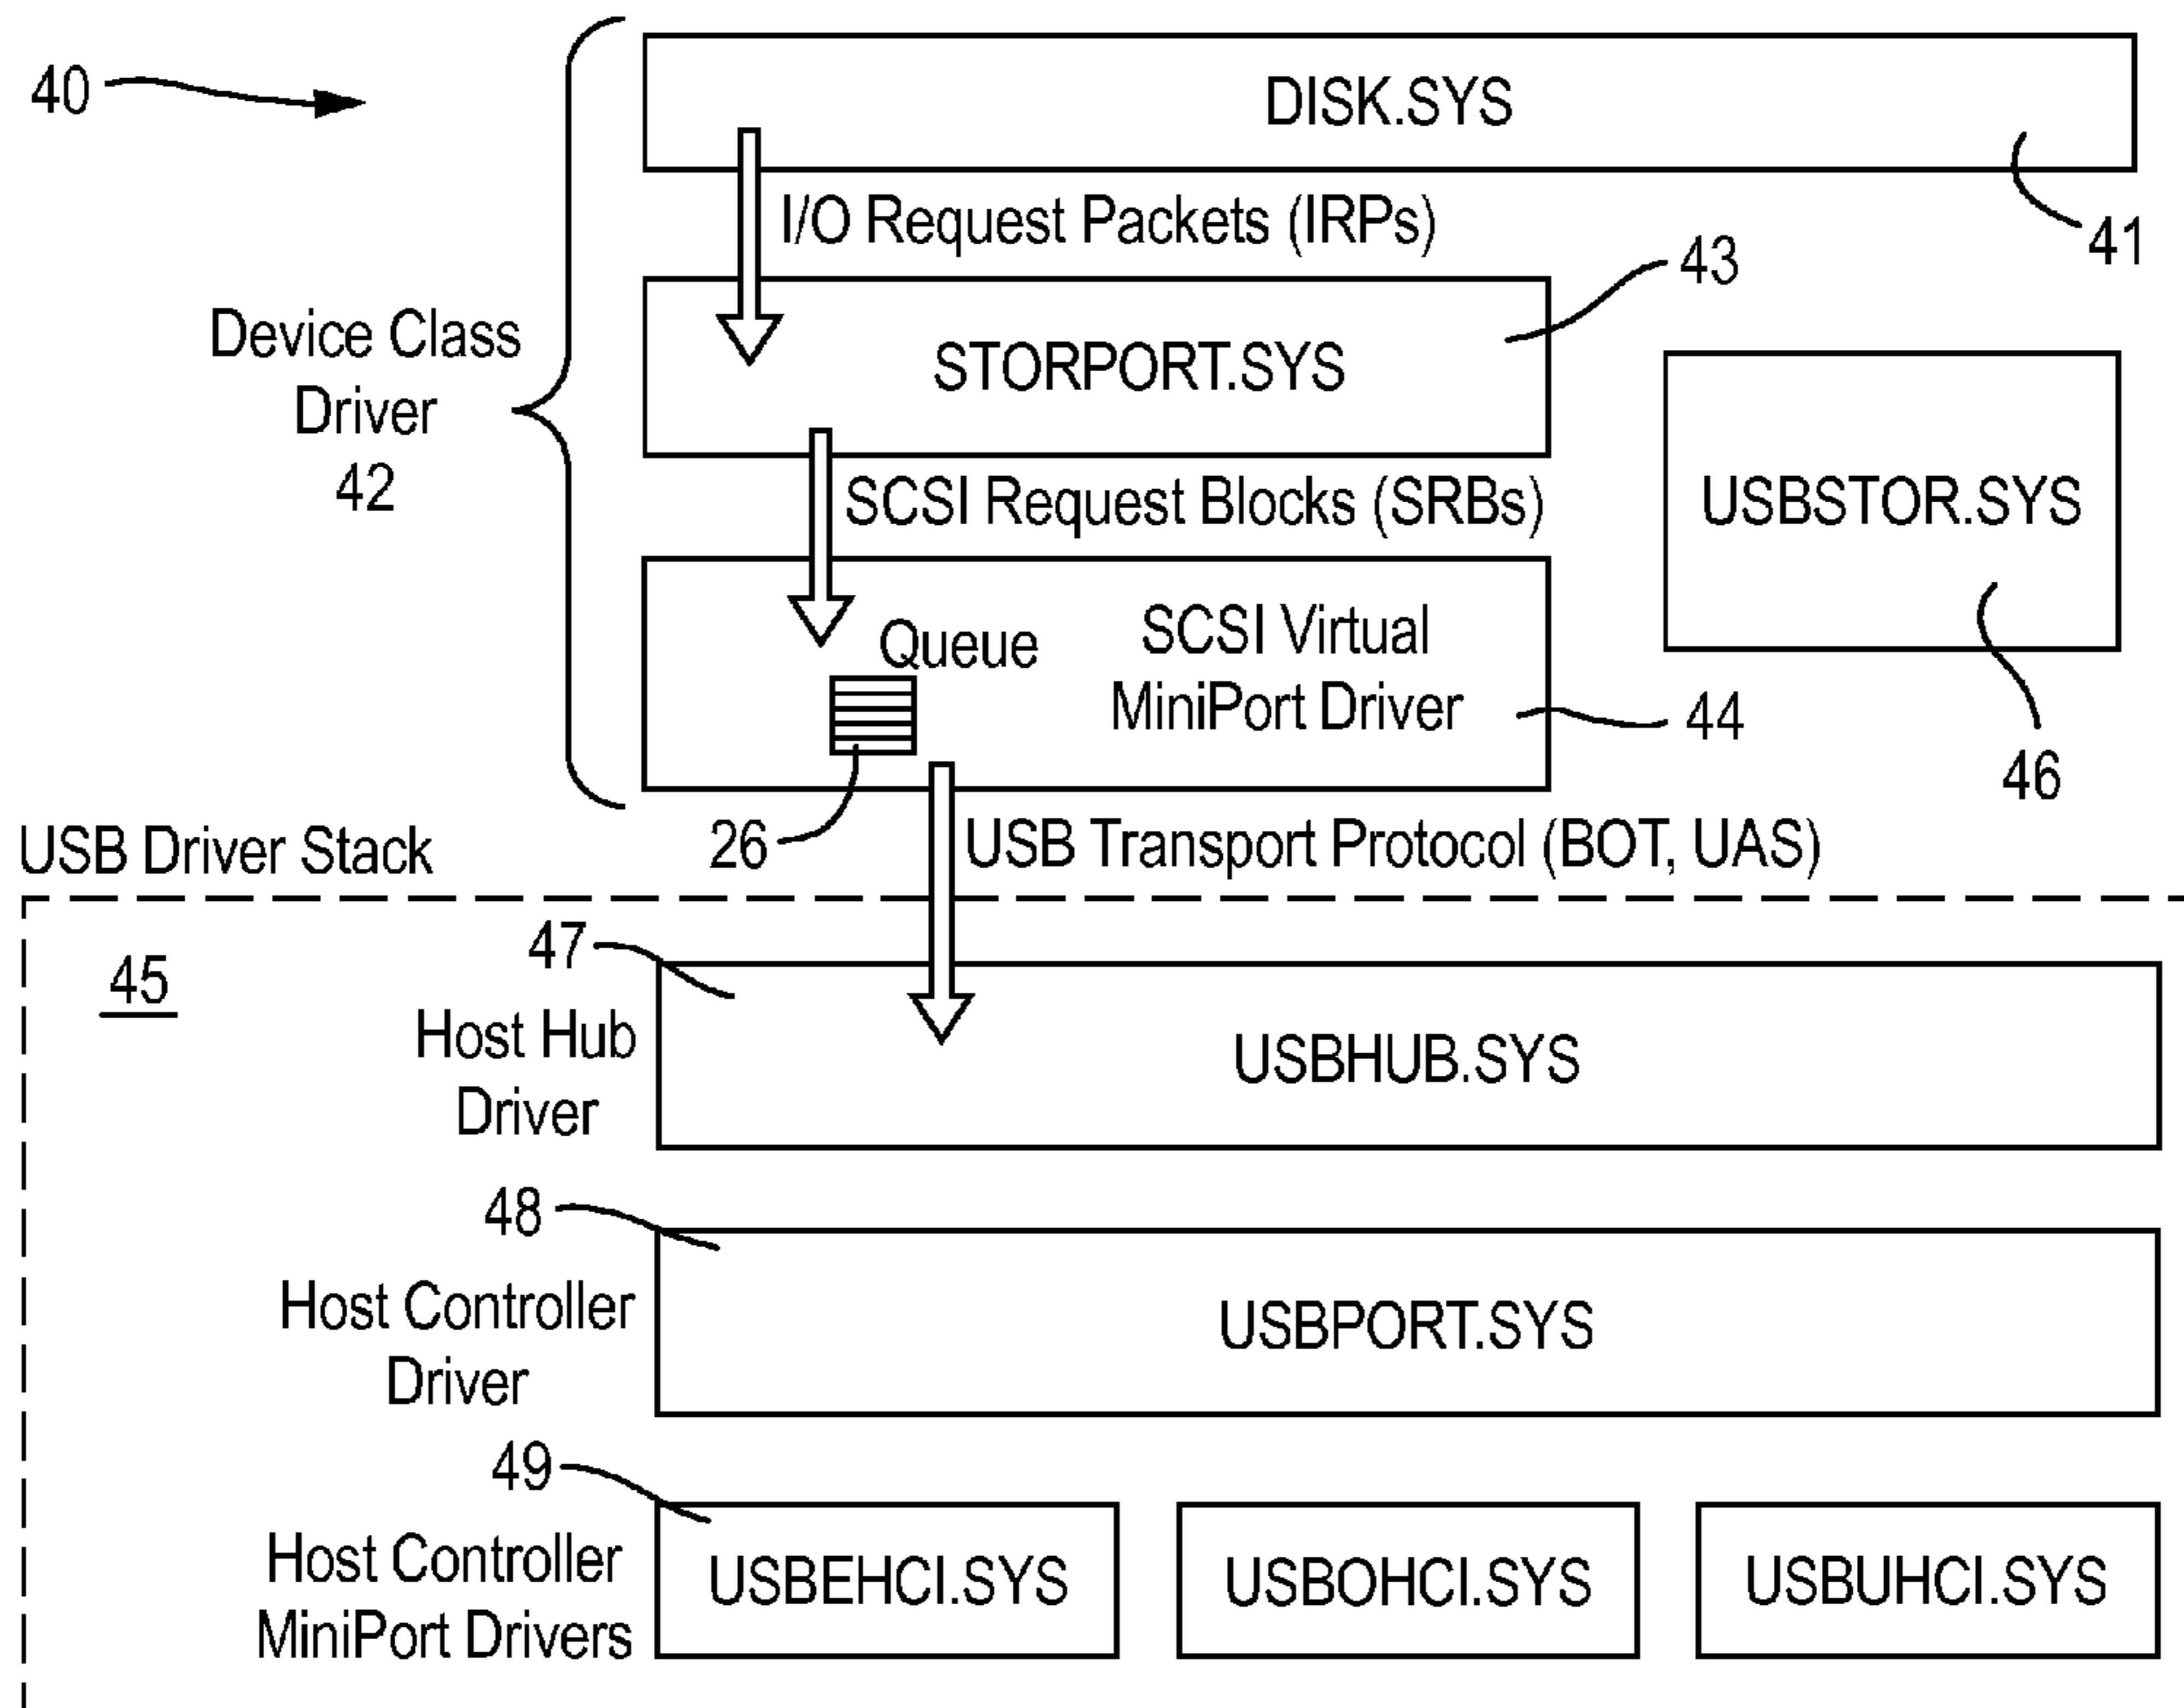 40
DISK.SYS
41
I/O Request Packets (IRPs)
43
Device Class
Driver
42
STORPORT.SYS
SCSI Request Blocks (SRBs)
USBSTOR.SYS
46
Queue
SCSI Virtual
MiniPort Driver
44
26
USB Transport Protocol (BOT, UAS)
USB Driver Stack
45
47
Host Hub
Driver
USBHUB.SYS
48
Host Controller
Driver
USBPORT.SYS
49
Host Controller
MiniPort Drivers
USBEHCI.SYS
USBOHCI.SYS
USBUHCI.SYS